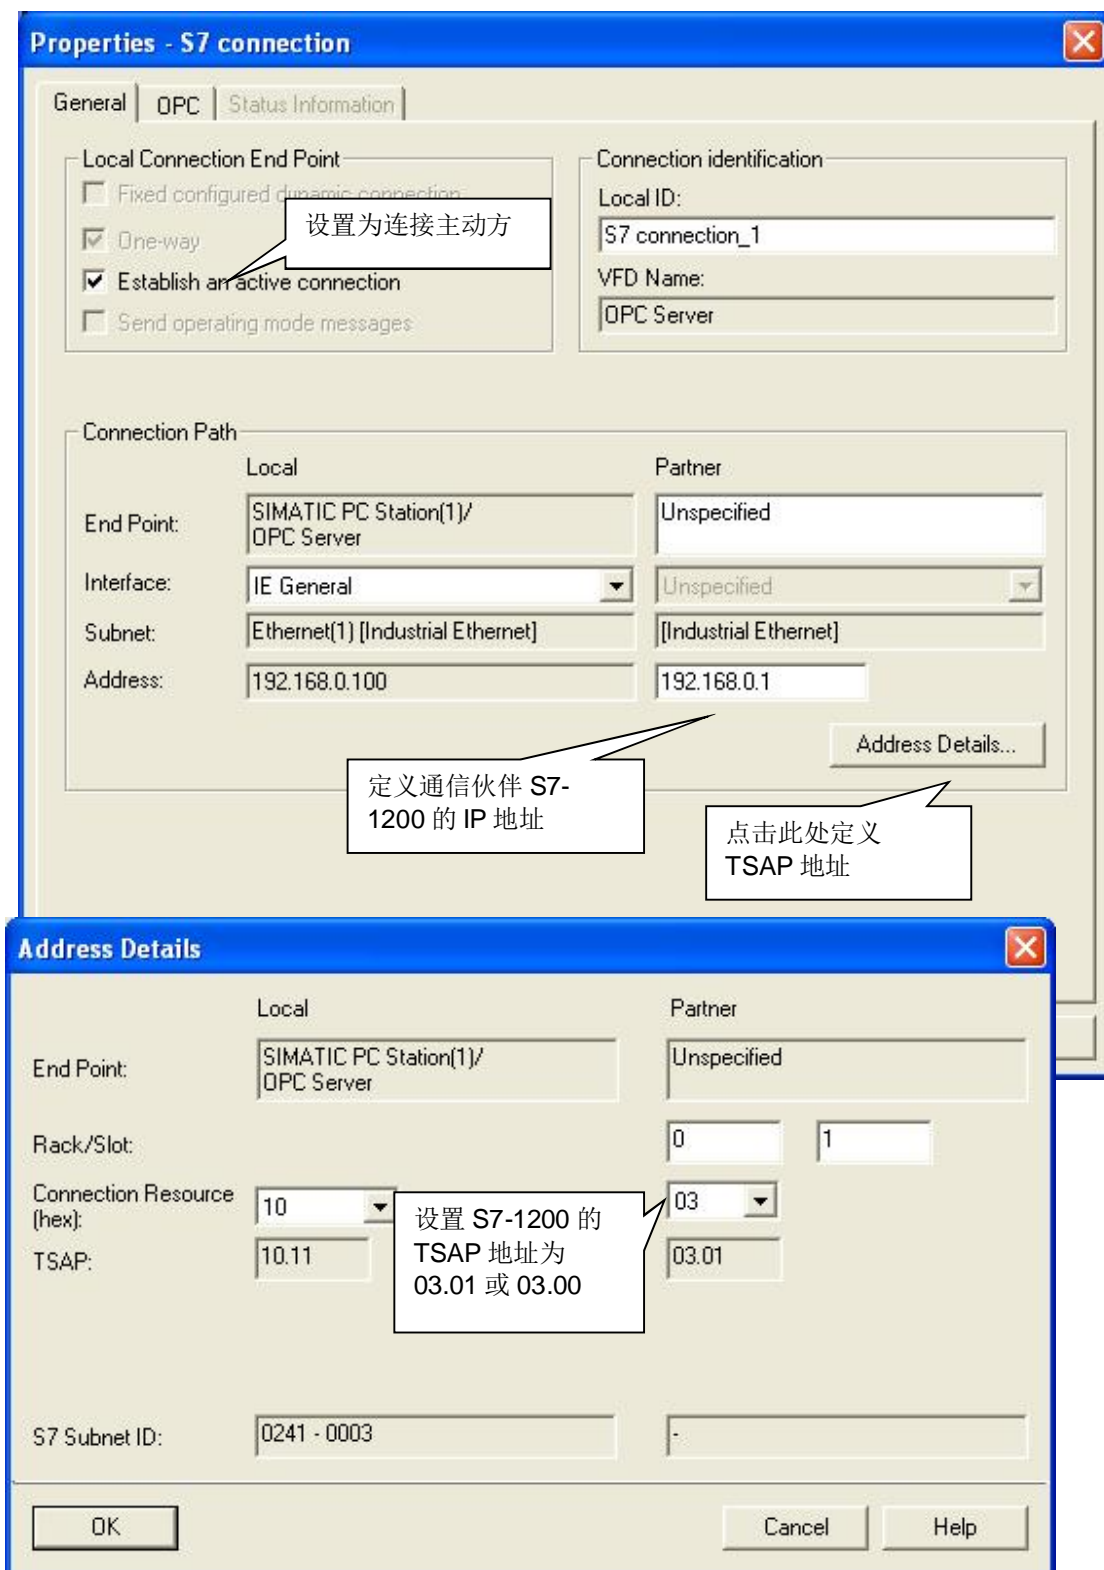 Properties - S7 connection
General OPC Status Information
Local Connection End Point
Fixed configured dynamic connection
One-way
Establish an active connection
Send operating mode messages
设置为连接主动方
Connection identification
Local ID:
S7 connection_1
VFD Name:
OPC Server
Connection Path
Local Partner
End Point:
SIMATIC PC Station(1)/
OPC Server
Unspecified
Interface: IE General Unspecified
Subnet: Ethernet(1) [Industrial Ethernet] [Industrial Ethernet]
Address: 192.168.0.100 192.168.0.1
Address Details...
定义通信伙伴 S7-
1200 的 IP 地址
点击此处定义
TSAP 地址
Address Details
Local Partner
End Point:
SIMATIC PC Station(1)/
OPC Server
Unspecified
Rack/Slot: 0 1
Connection Resource
(hex):
10 03
TSAP: 10.11 03.01
设置 S7-1200 的
TSAP 地址为
03.01 或 03.00
S7 Subnet ID: 0241 - 0003 -
OK Cancel Help